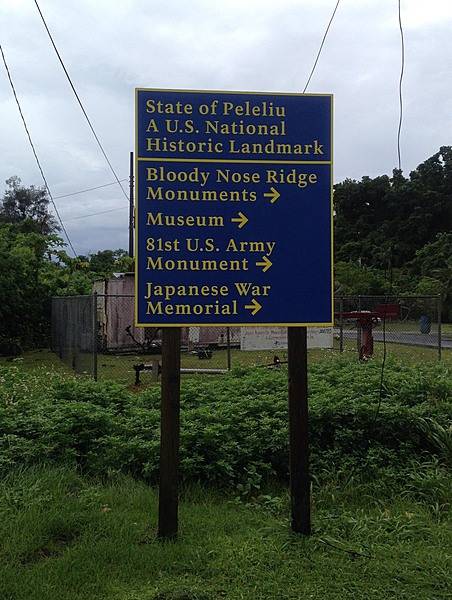 State of Peleliu
A U.S. National
Historic Landmark
Bloody Nose Ridge
Monuments →
Museum →
81st U.S. Army
Monument →
Japanese War
Memorial →